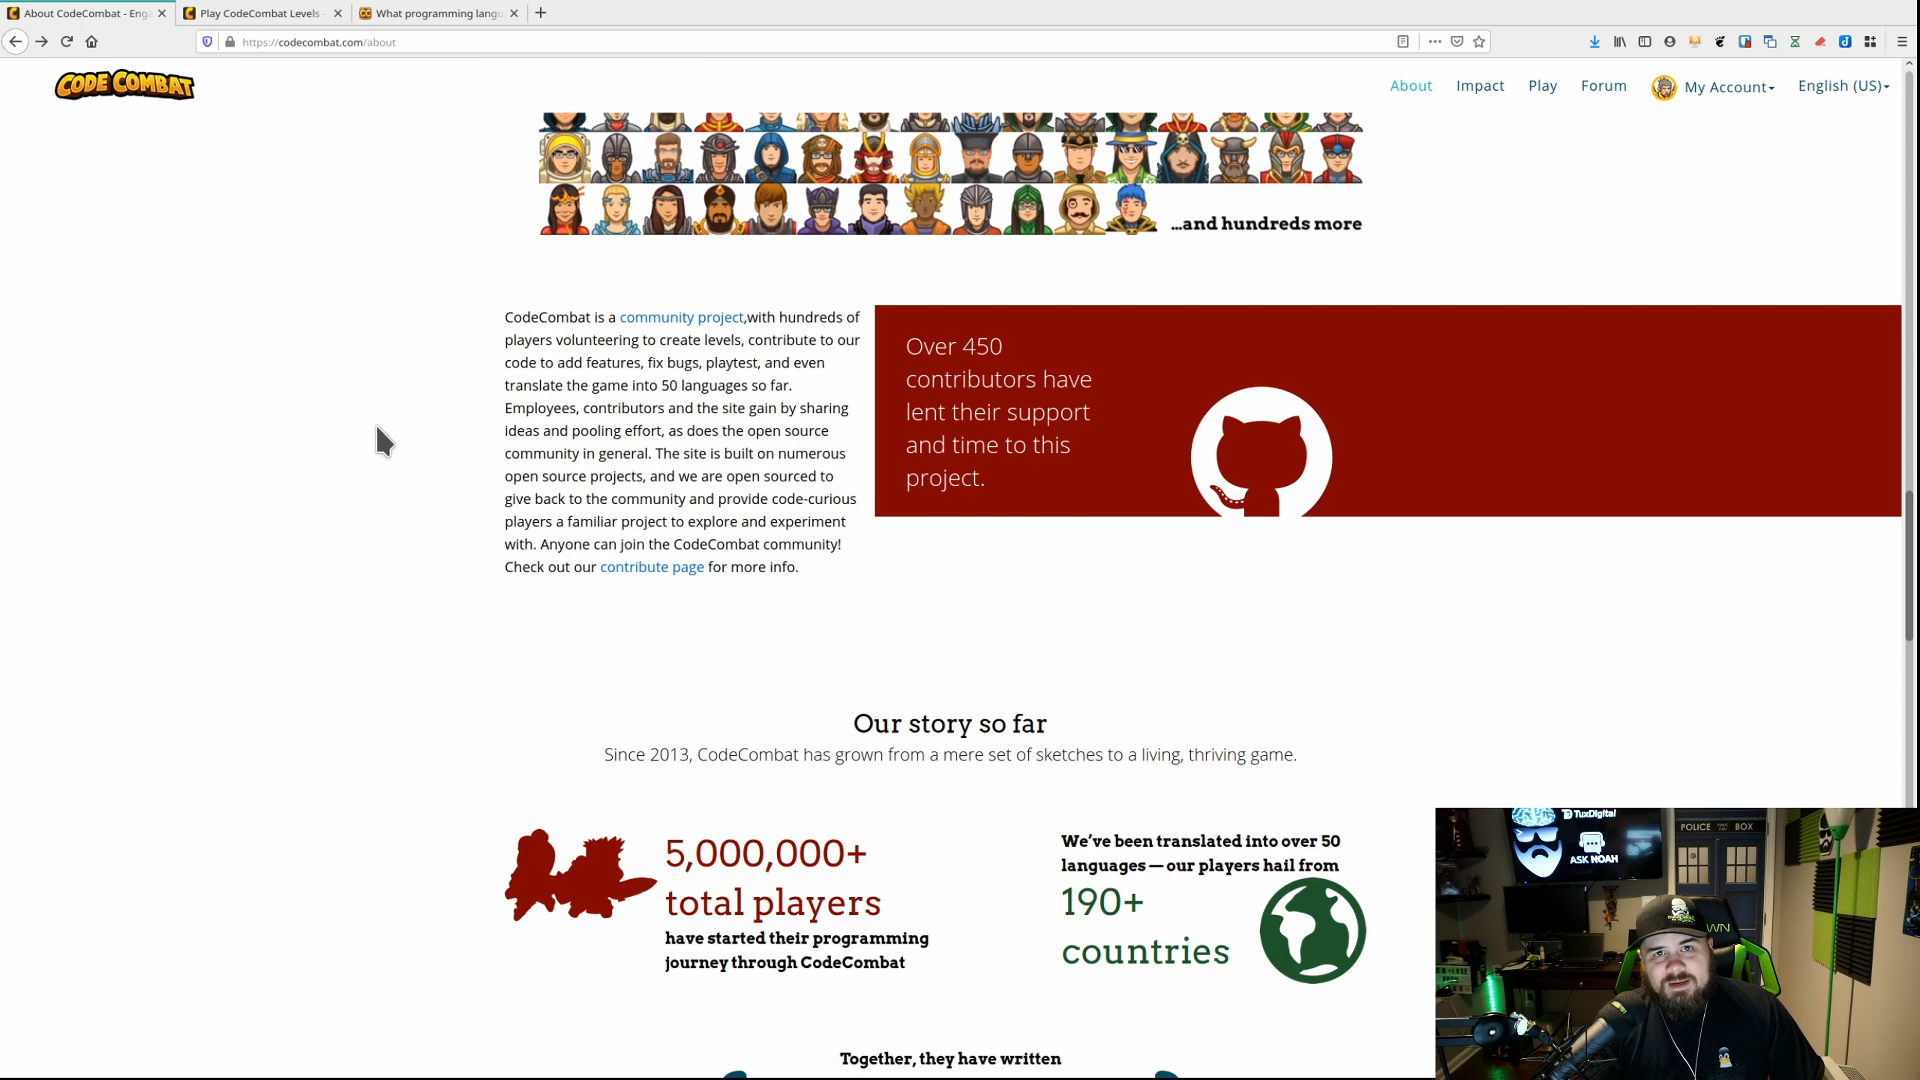 About CodeCombat - Enga
Play CodeCombat Levels -
What programming langu
https://codecombat.com/about
CODE COMBAT
About
Impact
Play
Forum
My Account
English (US)
...and hundreds more
CodeCombat is a community project,with hundreds of
players volunteering to create levels, contribute to our
code to add features, fix bugs, playtest, and even
translate the game into 50 languages so far.
Employees, contributors and the site gain by sharing
ideas and pooling effort, as does the open source
community in general. The site is built on numerous
open source projects, and we are open sourced to
give back to the community and provide code-curious
players a familiar project to explore and experiment
with. Anyone can join the CodeCombat community!
Check out our contribute page for more info.
Over 450
contributors have
lent their support
and time to this
project.
Our story so far
Since 2013, CodeCombat has grown from a mere set of sketches to a living, thriving game.
5,000,000+
total players
have started their programming
journey through CodeCombat
We've been translated into over 50
languages — our players hail from
190+
countries
Together, they have written
TuxDigital
ASK NOAH
POLICE BOX
WN